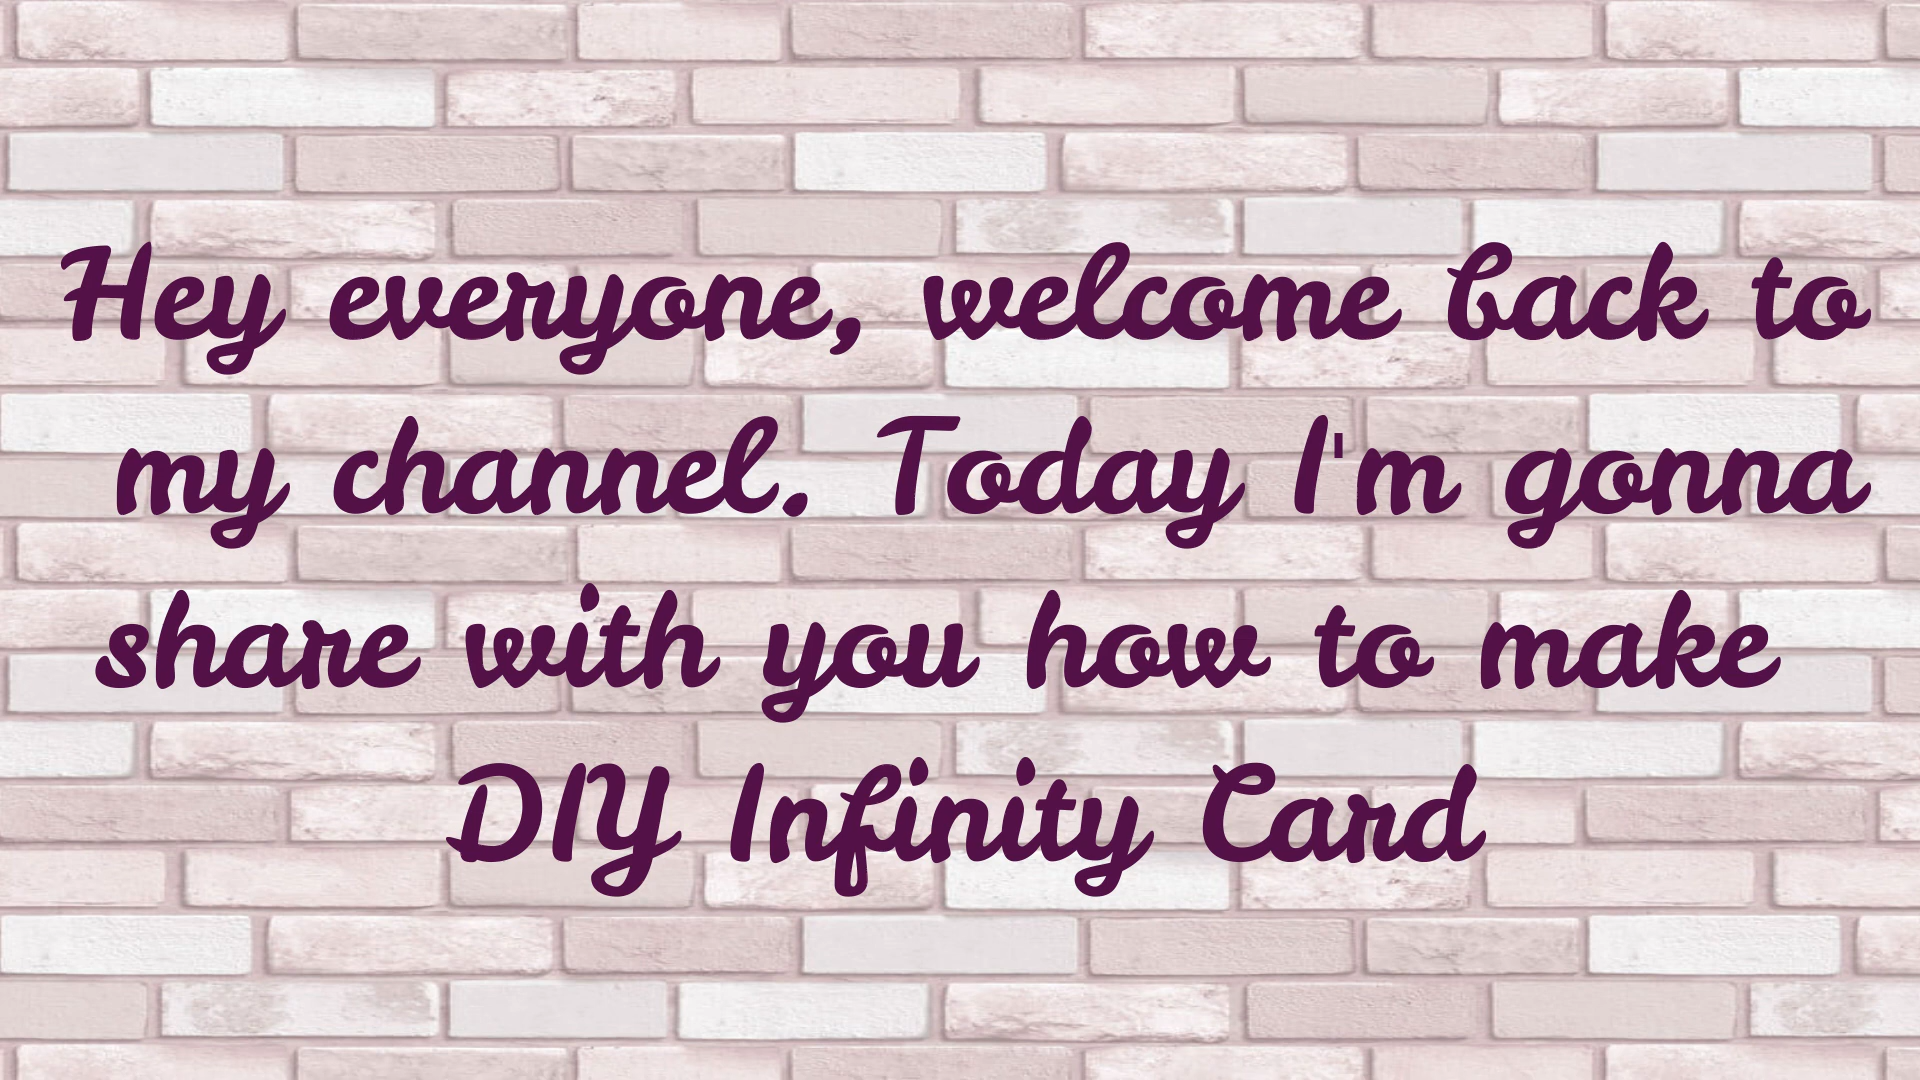 Hey everyone, welcome back to
my channel. Today I'm gonna
share with you how to make
DIY Infinity Card